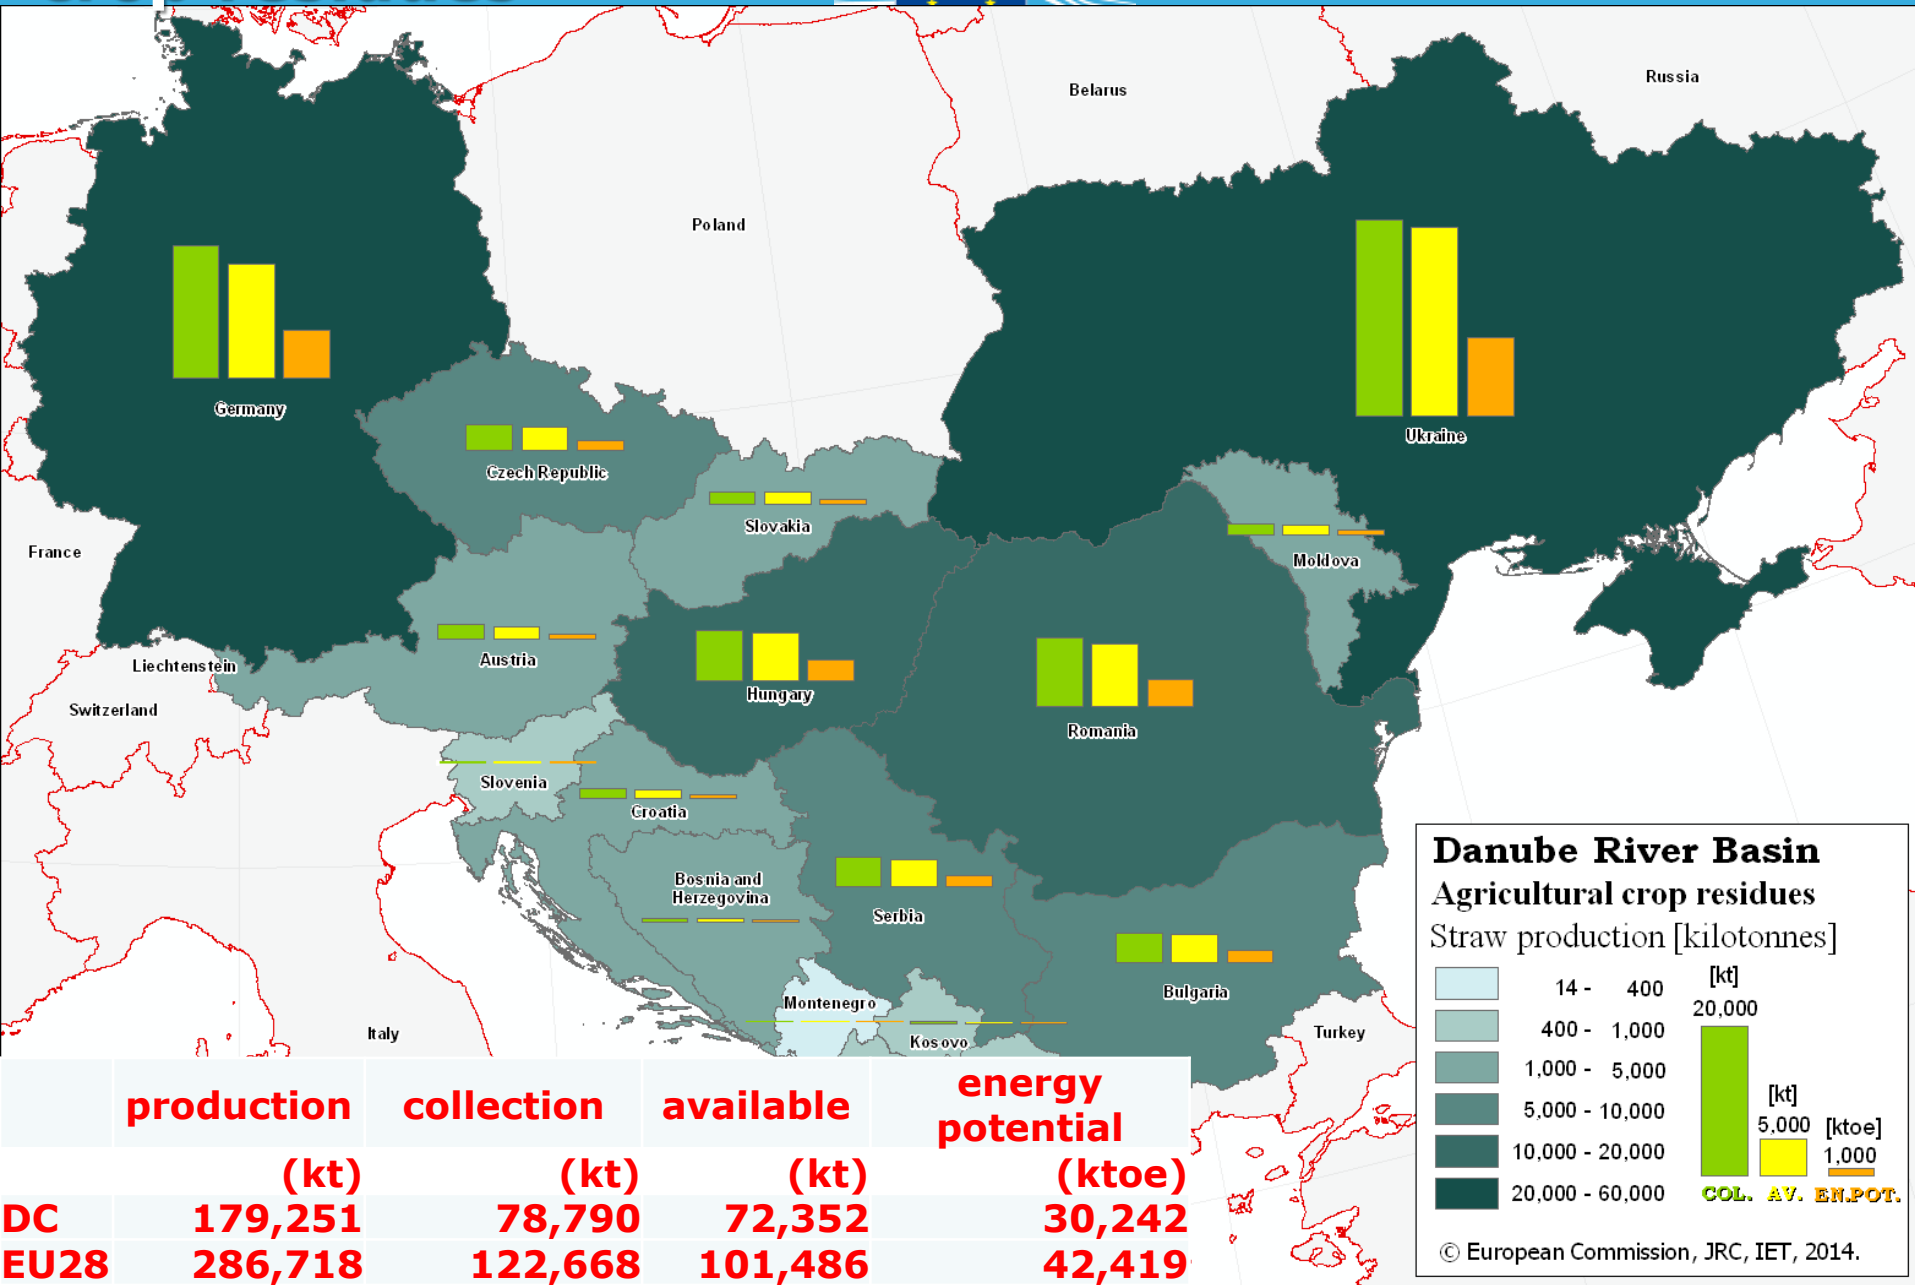 Belarus
Russia
Poland
Germany
Ukraine
Czech Republic
Slovakia
France
Moldova
Austria
Liechtenstein
Hungary
Switzerland
Romania
Slovenia
Croatia
Bosnia and
Herzegovina
Serbia
Montenegro
Bulgaria
Italy
Kosovo
Turkey
Danube River Basin
Agricultural crop residues
Straw production [kilotonnes]
14 - 400
400 - 1,000
1,000 - 5,000
5,000 - 10,000
10,000 - 20,000
20,000 - 60,000
[kt]
20,000
[kt]
5,000
[ktoe]
1,000
COL. AV. EN.POT.
© European Commission, JRC, IET, 2014.
production collection available energy potential
(kt) (kt) (kt) (ktoe)
DC 179,251 78,790 72,352 30,242
EU28 286,718 122,668 101,486 42,419